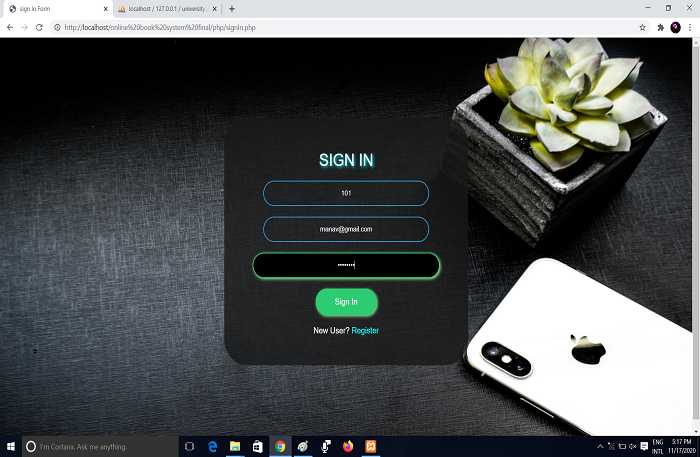 sign In Form
localhost / 127.0.0.1 / university
http://localhost/online%20book%20system%20final/php/signIn.php
SIGN IN
101
manav@gmail.com
Sign In
New User? Register
I'm Cortana. Ask me anything.
ENG
INTL
5:17 PM
11/17/2020